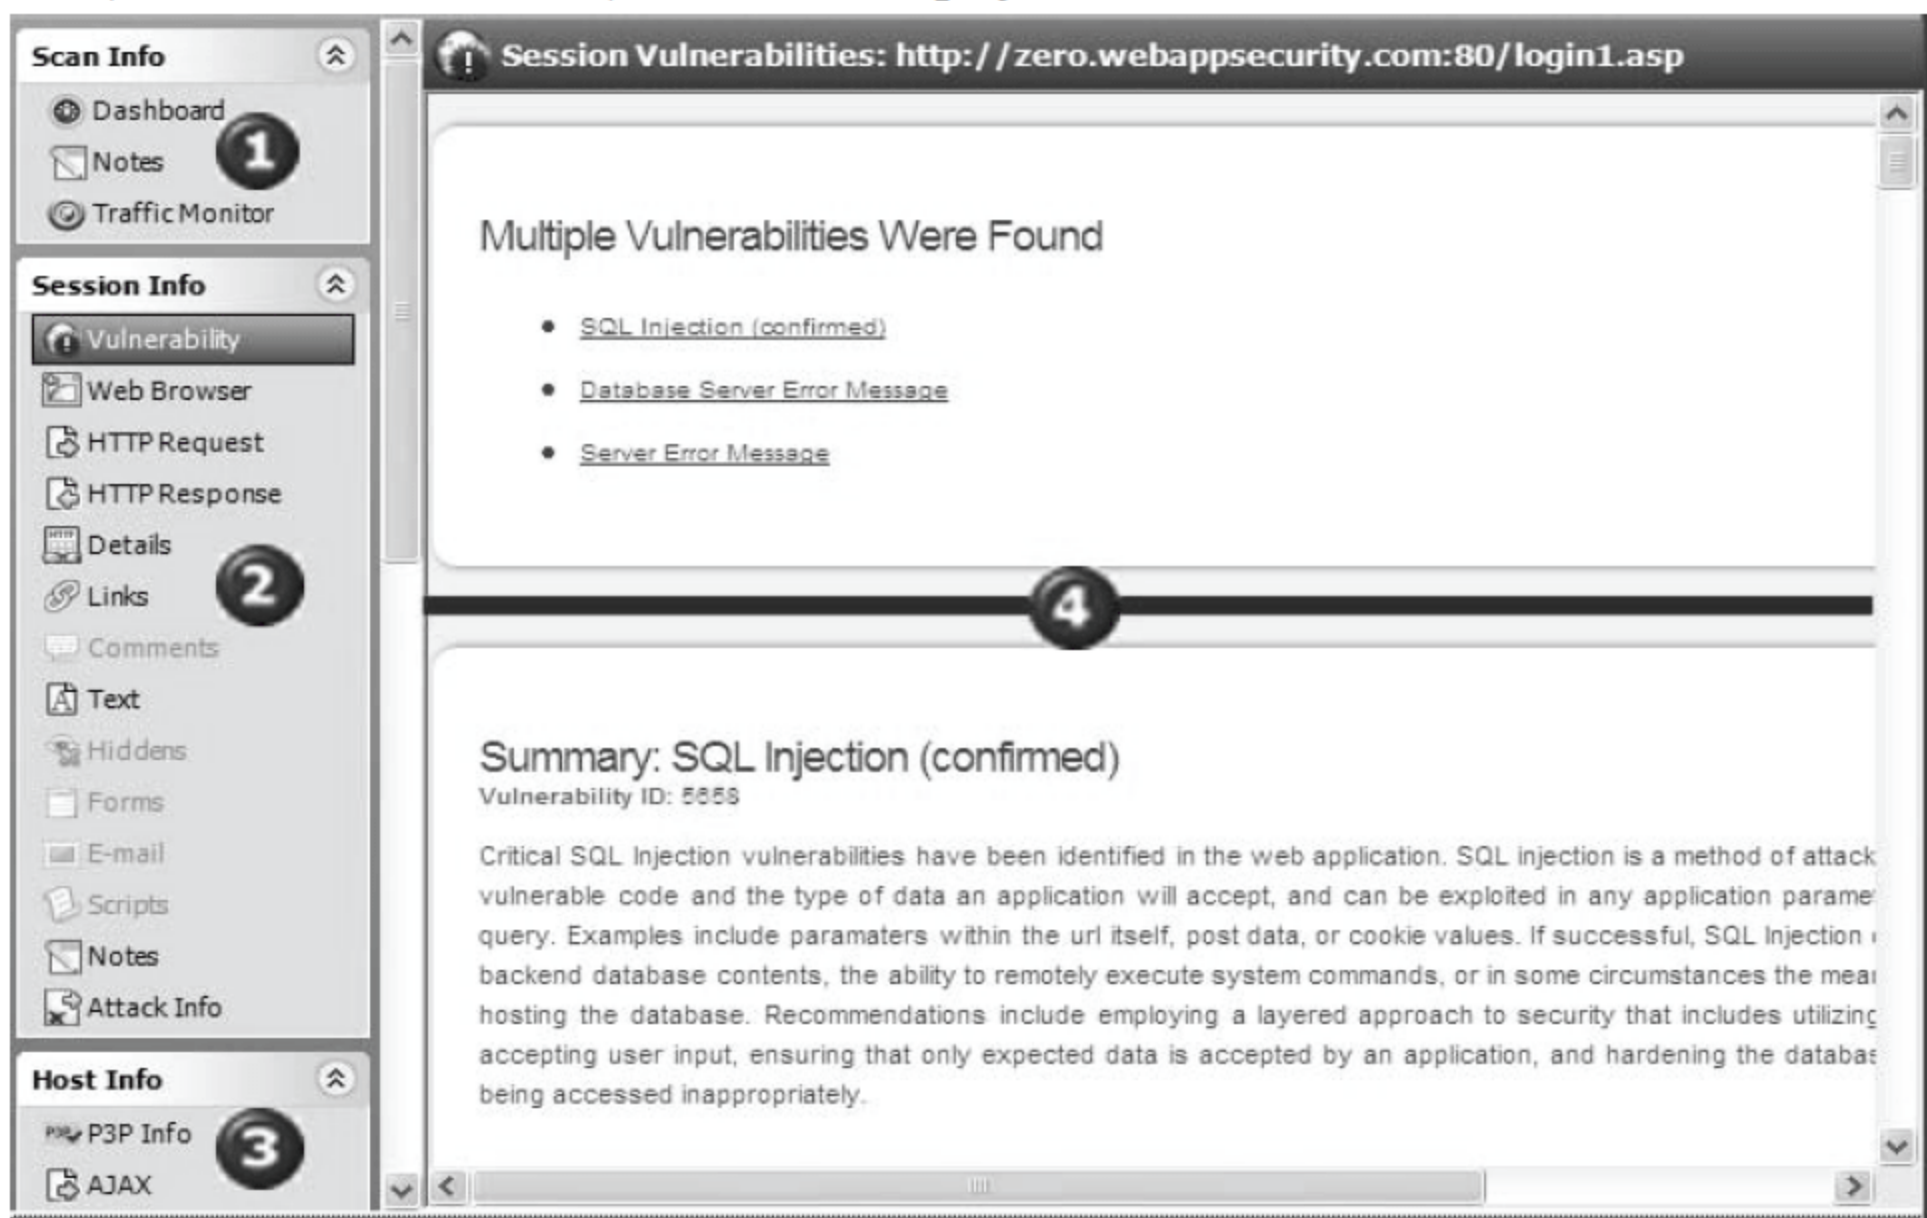 Scan Info
Dashboard
1
Notes
Traffic Monitor
Session Info
Vulnerability
Web Browser
HTTP Request
HTTP Response
Details
2
Links
Comments
Text
Hiddens
Forms
E-mail
Scripts
Notes
Attack Info
Host Info
P3P Info
3
AJAX
Session Vulnerabilities: http://zero.webappsecurity.com:80/login1.asp
Multiple Vulnerabilities Were Found
SQL Injection (confirmed)
Database Server Error Message
Server Error Message
4
Summary: SQL Injection (confirmed)
Vulnerability ID: 5658
Critical SQL Injection vulnerabilities have been identified in the web application. SQL injection is a method of attack
vulnerable code and the type of data an application will accept, and can be exploited in any application parame
query. Examples include paramaters within the url itself, post data, or cookie values. If successful, SQL Injection
backend database contents, the ability to remotely execute system commands, or in some circumstances the mea
hosting the database. Recommendations include employing a layered approach to security that includes utilizing
accepting user input, ensuring that only expected data is accepted by an application, and hardening the databas
being accessed inappropriately.